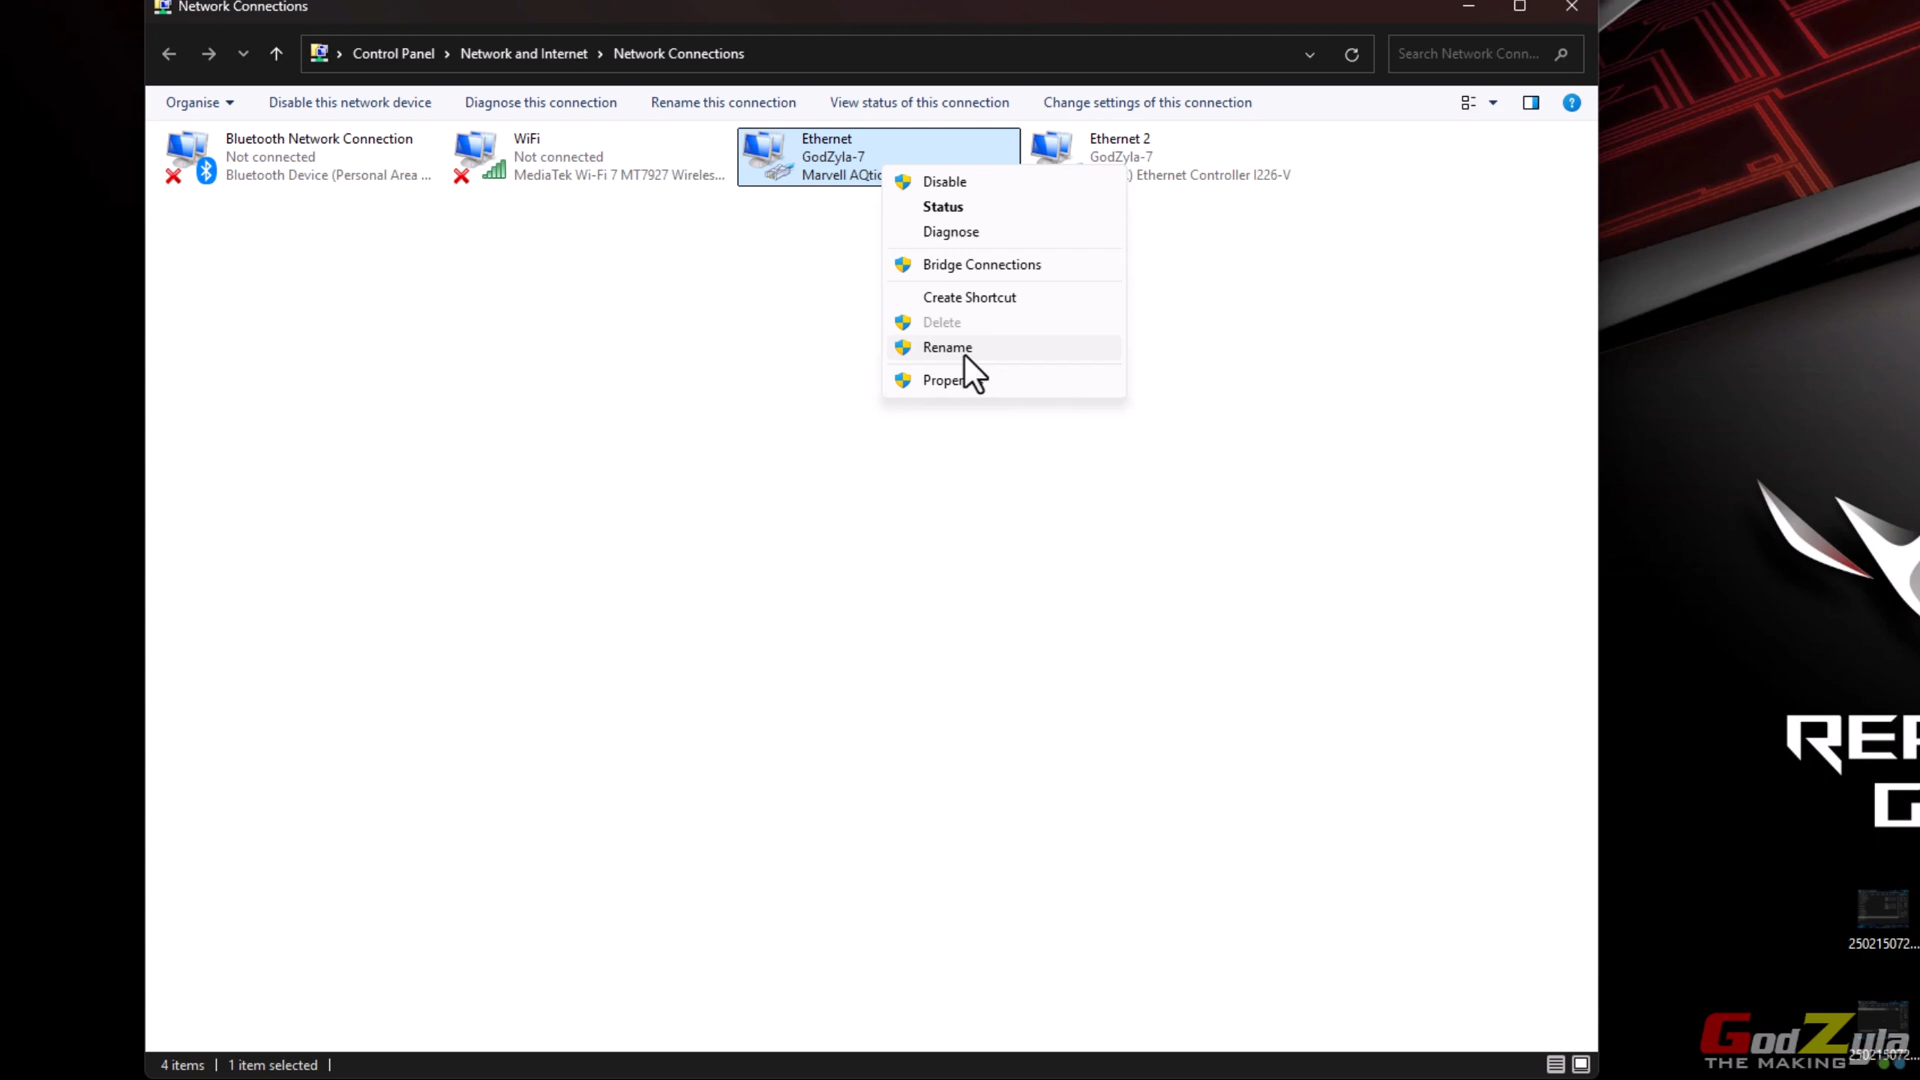 Network Connections
Control Panel > Network and Internet > Network Connections
Search Network Conn...
Organise
Disable this network device
Diagnose this connection
Rename this connection
View status of this connection
Change settings of this connection
Bluetooth Network Connection
Not connected
Bluetooth Device (Personal Area ...
WiFi
Not connected
MediaTek Wi-Fi 7 MT7927 Wireles...
Ethernet
GodZyla-7
Marvell AQtic
Ethernet 2
GodZyla-7
) Ethernet Controller I226-V
Disable
Status
Diagnose
Bridge Connections
Create Shortcut
Delete
Rename
Proper
REP
G
250215072...
250215072...
GodZyla
THE MAKING
4 items
1 item selected